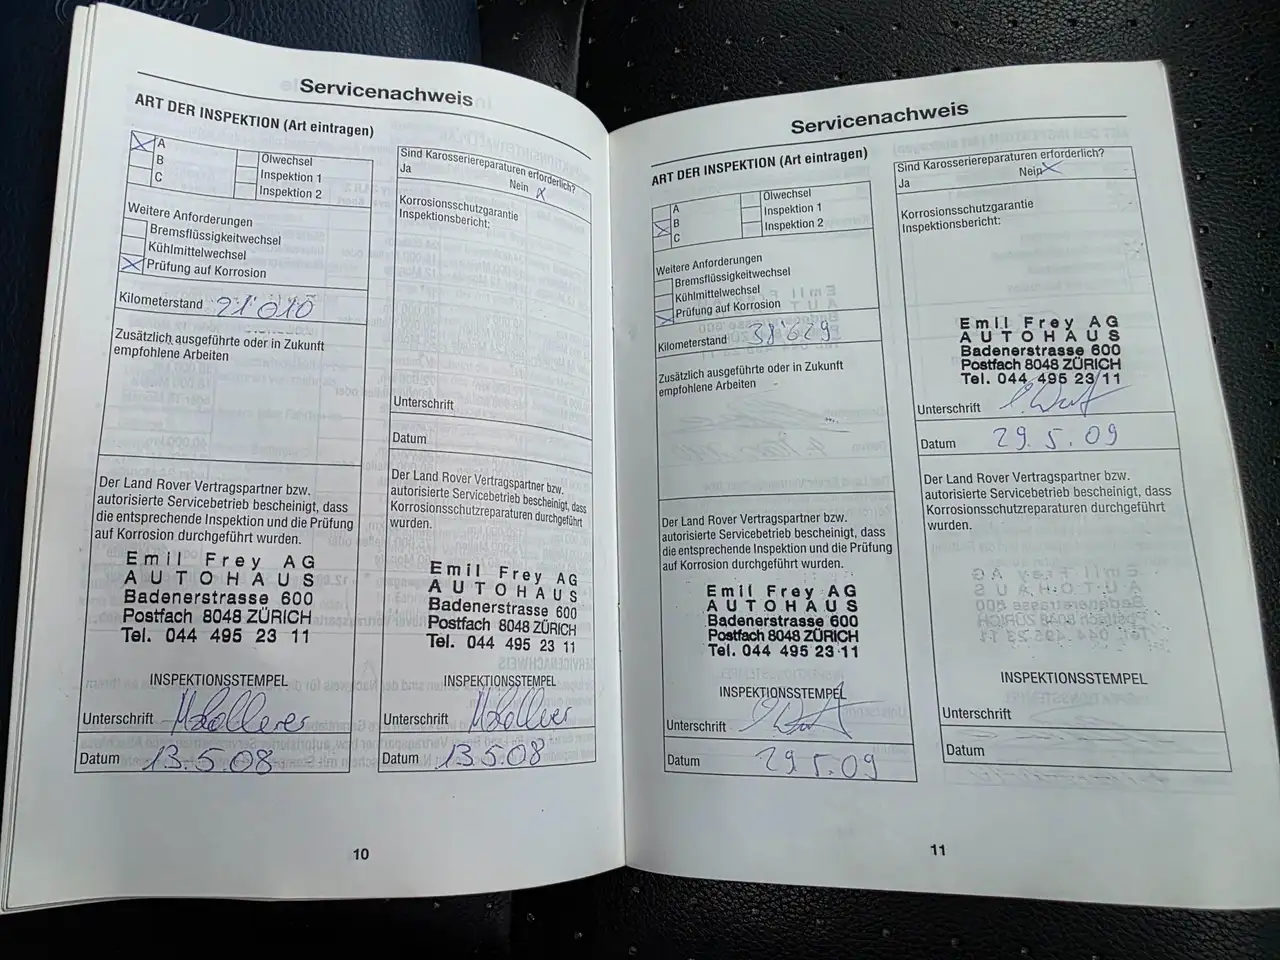 Servicenachweis
ART DER INSPEKTION (Art eintragen)
A
B
C
Ölwechsel
Inspektion 1
Inspektion 2
Weitere Anforderungen
Bremsflüssigkeitwechsel
Kühlmittelwechsel
Prüfung auf Korrosion
Kilometerstand 21'010
Zusätzlich ausgeführte oder in Zukunft
empfohlene Arbeiten
Der Land Rover Vertragspartner bzw.
autorisierte Servicebetrieb bescheinigt, dass
die entsprechende Inspektion und die Prüfung
auf Korrosion durchgeführt wurden.
Emil Frey AG
AUTOHAUS
Badenerstrasse 600
Postfach 8048 ZÜRICH
Tel. 044 495 23 11
INSPEKTIONSSTEMPEL
Unterschrift
Datum 13.5.08
Sind Karosseriereparaturen erforderlich?
Ja Nein X
Korrosionsschutzgarantie
Inspektionsbericht:
Unterschrift
Datum
Der Land Rover Vertragspartner bzw.
autorisierte Servicebetrieb bescheinigt, dass
Korrosionsschutzreparaturen durchgeführt
wurden.
Emil Frey AG
AUTOHAUS
Badenerstrasse 600
Postfach 8048 ZÜRICH
Tel. 044 495 23 11
INSPEKTIONSSTEMPEL
Unterschrift
Datum 13.5.08
10
Servicenachweis
ART DER INSPEKTION (Art eintragen)
A
B
C
Ölwechsel
Inspektion 1
Inspektion 2
Weitere Anforderungen
Bremsflüssigkeitwechsel
Kühlmittelwechsel
Prüfung auf Korrosion
Kilometerstand 38'629
Zusätzlich ausgeführte oder in Zukunft
empfohlene Arbeiten
Der Land Rover Vertragspartner bzw.
autorisierte Servicebetrieb bescheinigt, dass
die entsprechende Inspektion und die Prüfung
auf Korrosion durchgeführt wurden.
Emil Frey AG
AUTOHAUS
Badenerstrasse 600
Postfach 8048 ZÜRICH
Tel. 044 495 23 11
INSPEKTIONSSTEMPEL
Unterschrift
Datum 29.5.09
Sind Karosseriereparaturen erforderlich?
Ja Nein X
Korrosionsschutzgarantie
Inspektionsbericht:
Emil Frey AG
AUTOHAUS
Badenerstrasse 600
Postfach 8048 ZÜRICH
Tel. 044 495 23 11
Unterschrift
Datum 29.5.09
Der Land Rover Vertragspartner bzw.
autorisierte Servicebetrieb bescheinigt, dass
Korrosionsschutzreparaturen durchgeführt
wurden.
INSPEKTIONSSTEMPEL
Unterschrift
Datum
11